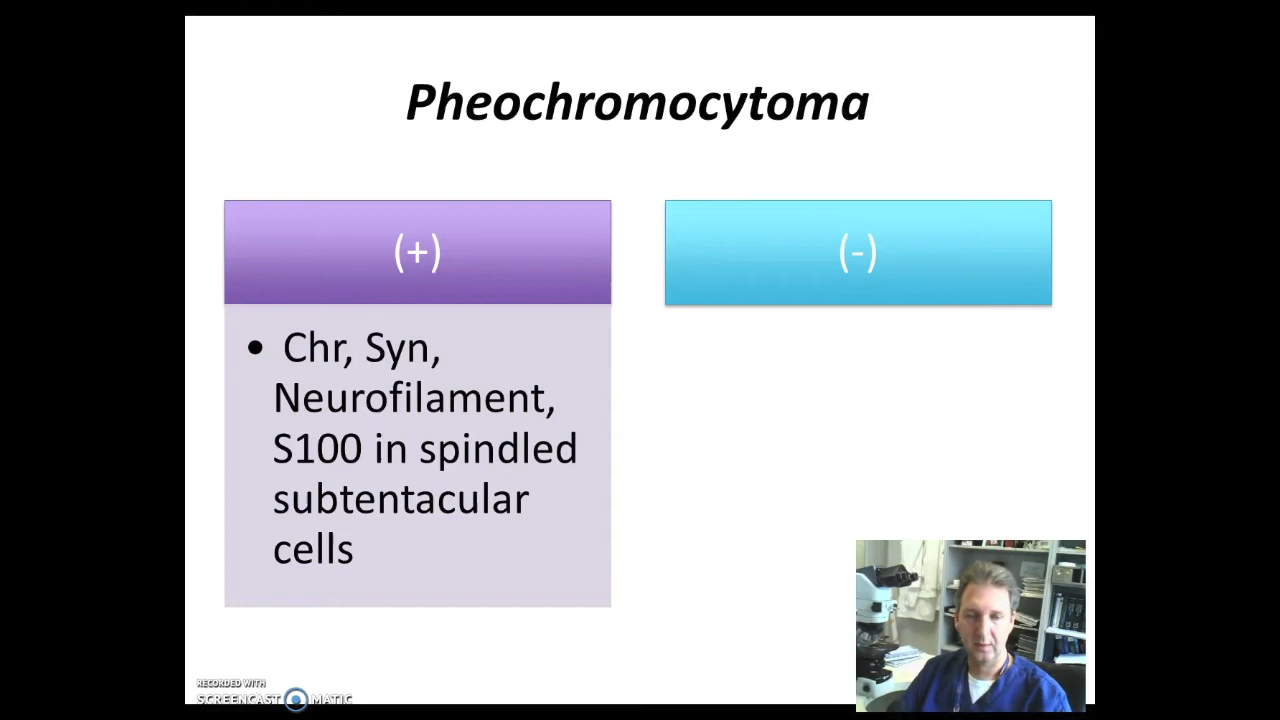 Pheochromocytoma
(+)
• Chr, Syn,
Neurofilament,
S100 in spindled
subtentacular
cells
(-)
RECORDED WITH
SCREENCAST MATIC